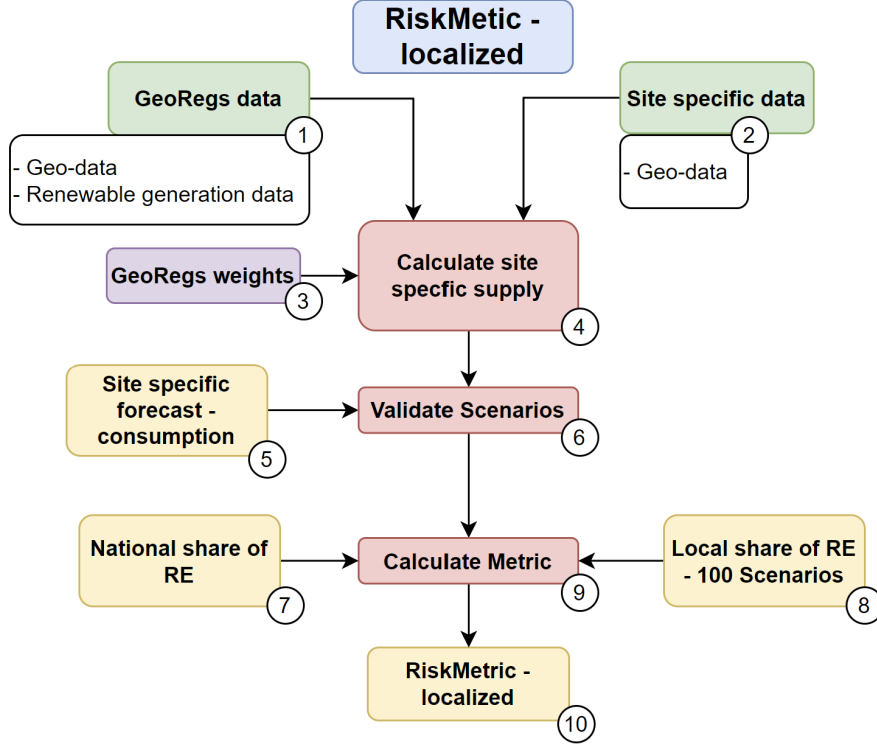 RiskMetic -
localized
GeoRegs data
1
- Geo-data
- Renewable generation data
Site specific data
2
- Geo-data
GeoRegs weights
3
Calculate site
specfic supply
4
Site specific
forecast -
consumption
5
Validate Scenarios
6
National share of
RE
7
Calculate Metric
9
Local share of RE
- 100 Scenarios
8
RiskMetric -
localized
10